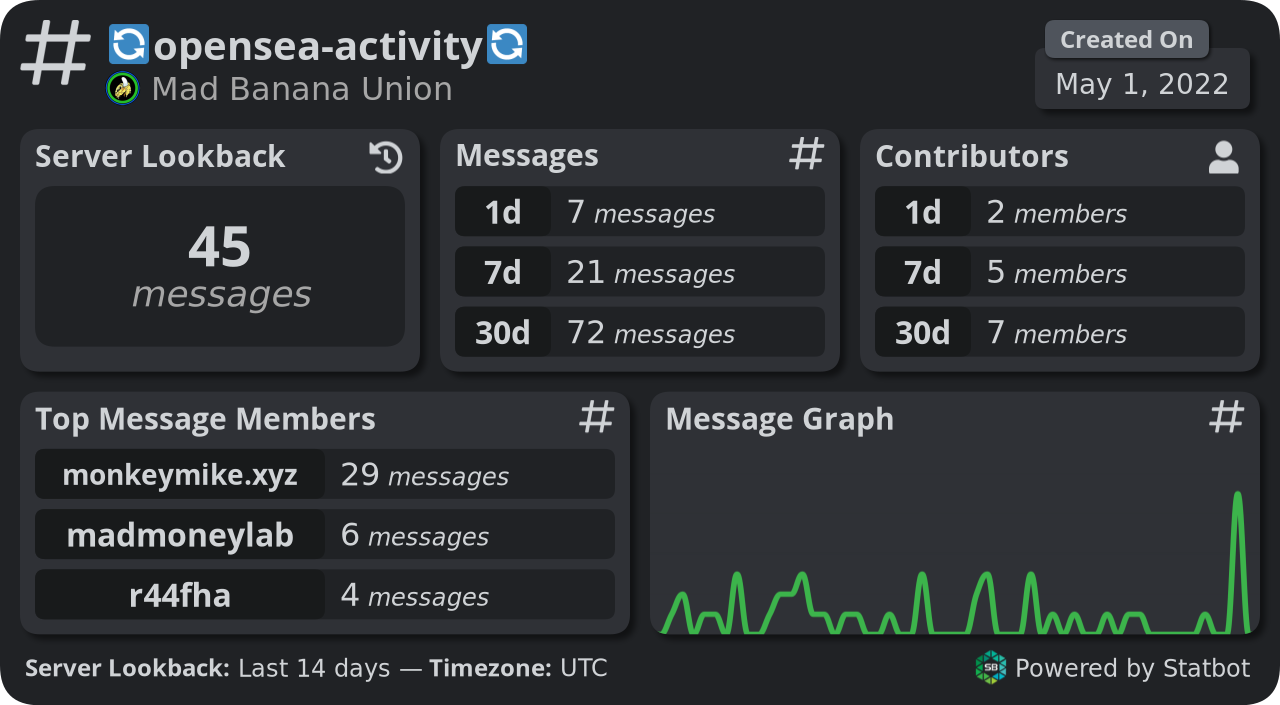 opensea-activity
Mad Banana Union
Created On
May 1, 2022
Server Lookback
45
messages
Messages
1d 7 messages
7d 21 messages
30d 72 messages
Contributors
1d 2 members
7d 5 members
30d 7 members
Top Message Members
monkeymike.xyz 29 messages
madmoneylab 6 messages
r44fha 4 messages
Message Graph
Server Lookback: Last 14 days — Timezone: UTC
SB
Powered by Statbot